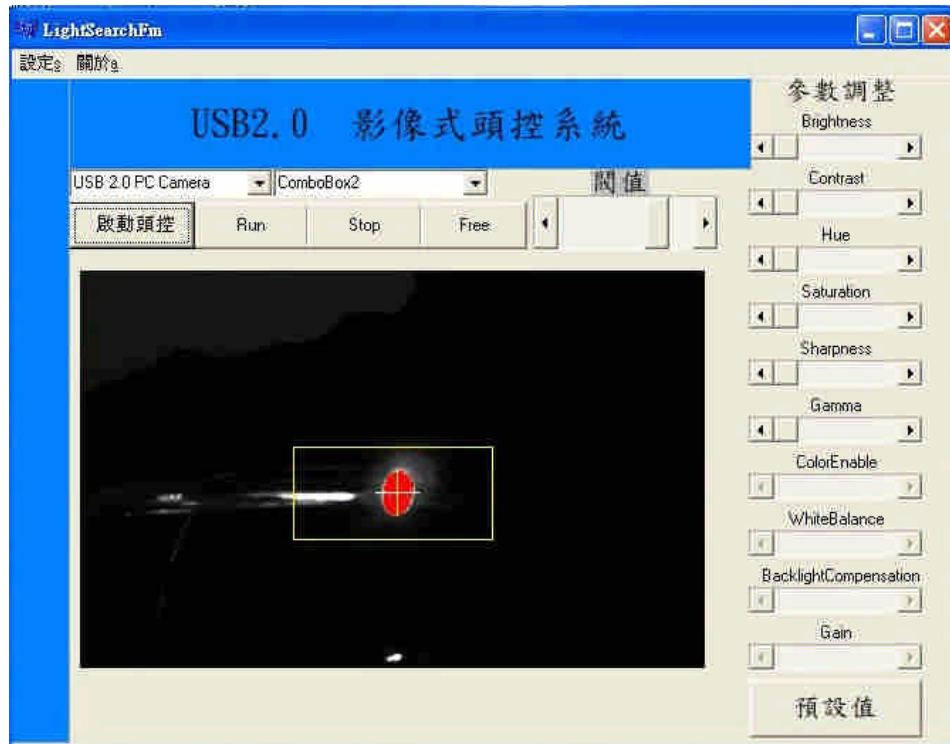 LightSearchFm
設定s 關於a
USB2.0 影像式頭控系統
USB 2.0 PC Camera ComboBox2 閥值
啟動頭控 Run Stop Free
參數調整
Brightness
Contrast
Hue
Saturation
Sharpness
Gamma
ColorEnable
WhiteBalance
BacklightCompensation
Gain
預設值